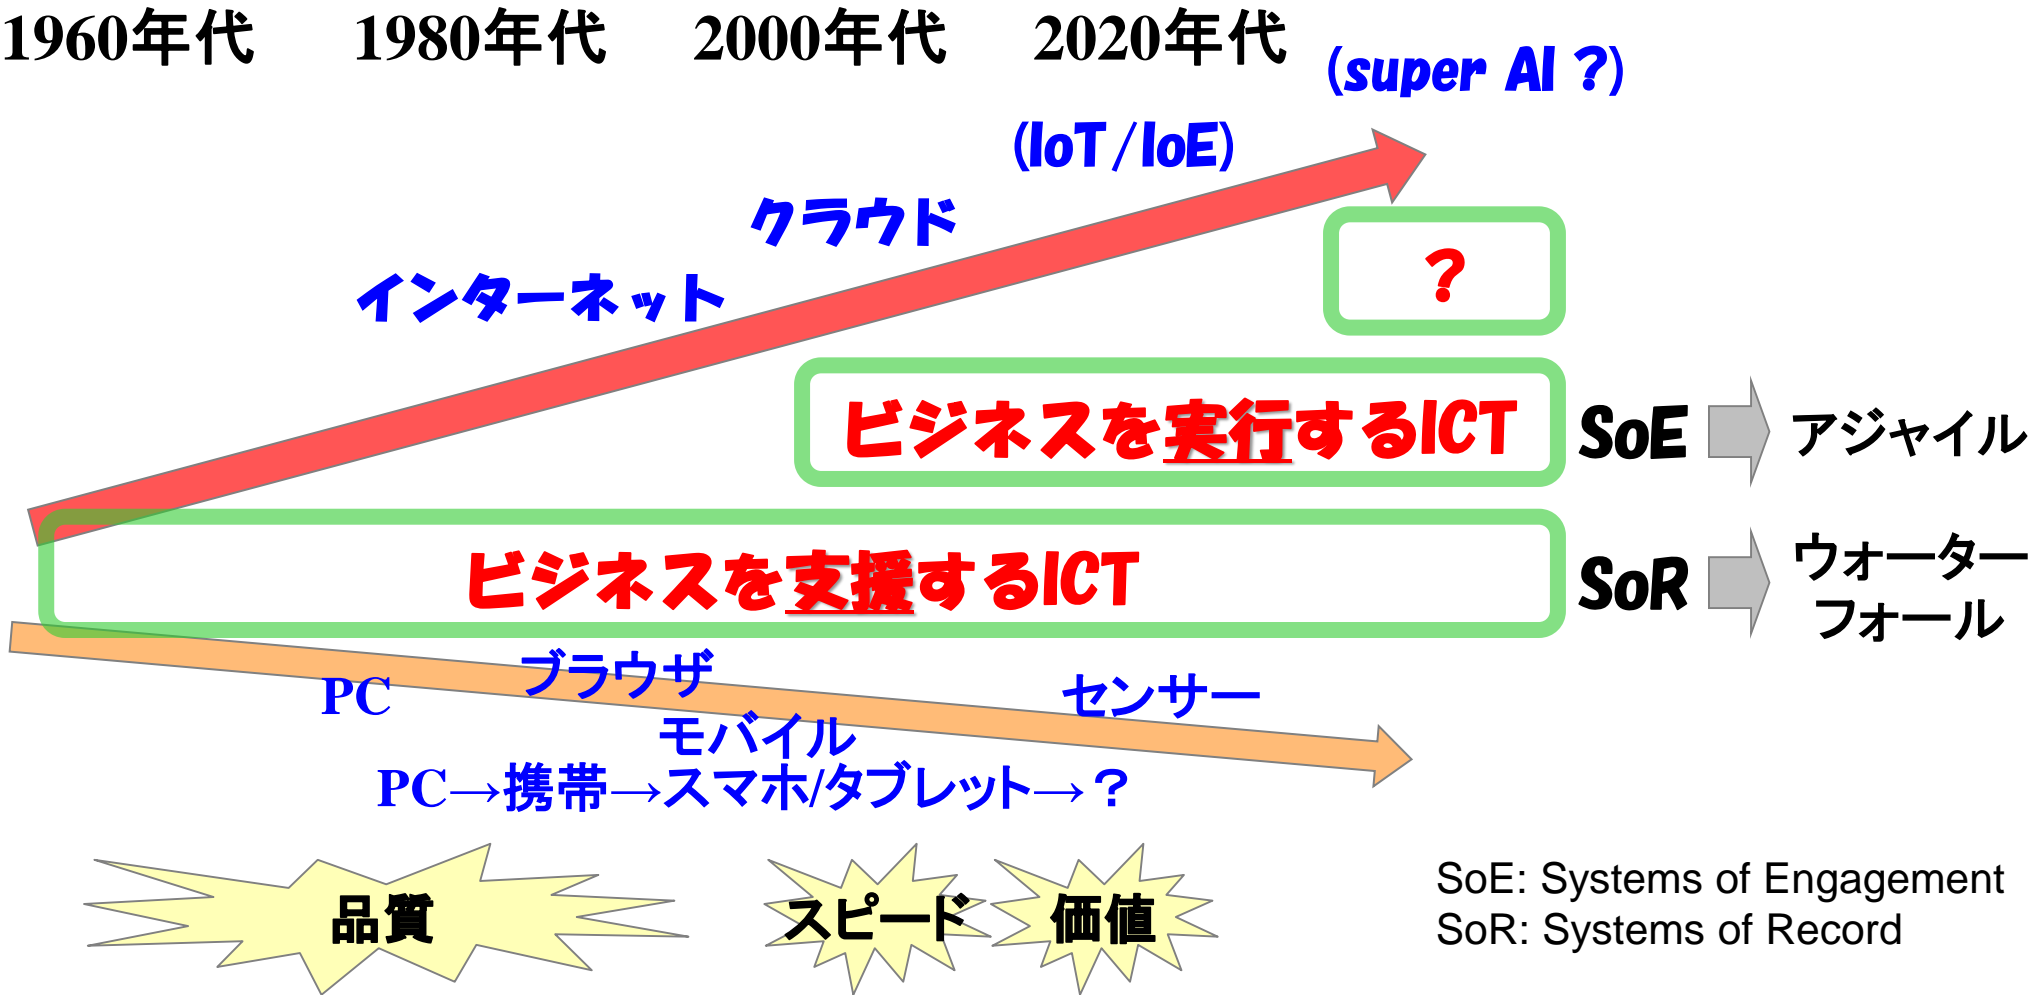 1960年代 1980年代 2000年代 2020年代
(super AI？)
(IoT/IoE)
クラウド
インターネット
？
ビジネスを実行するICT SoE アジャイル
ビジネスを支援するICT SoR ウォーター
フォール
ブラウザ
PC センサー
モバイル
PC→携帯→スマホ/タブレット→？
品質 スピード 価値
SoE: Systems of Engagement
SoR: Systems of Record